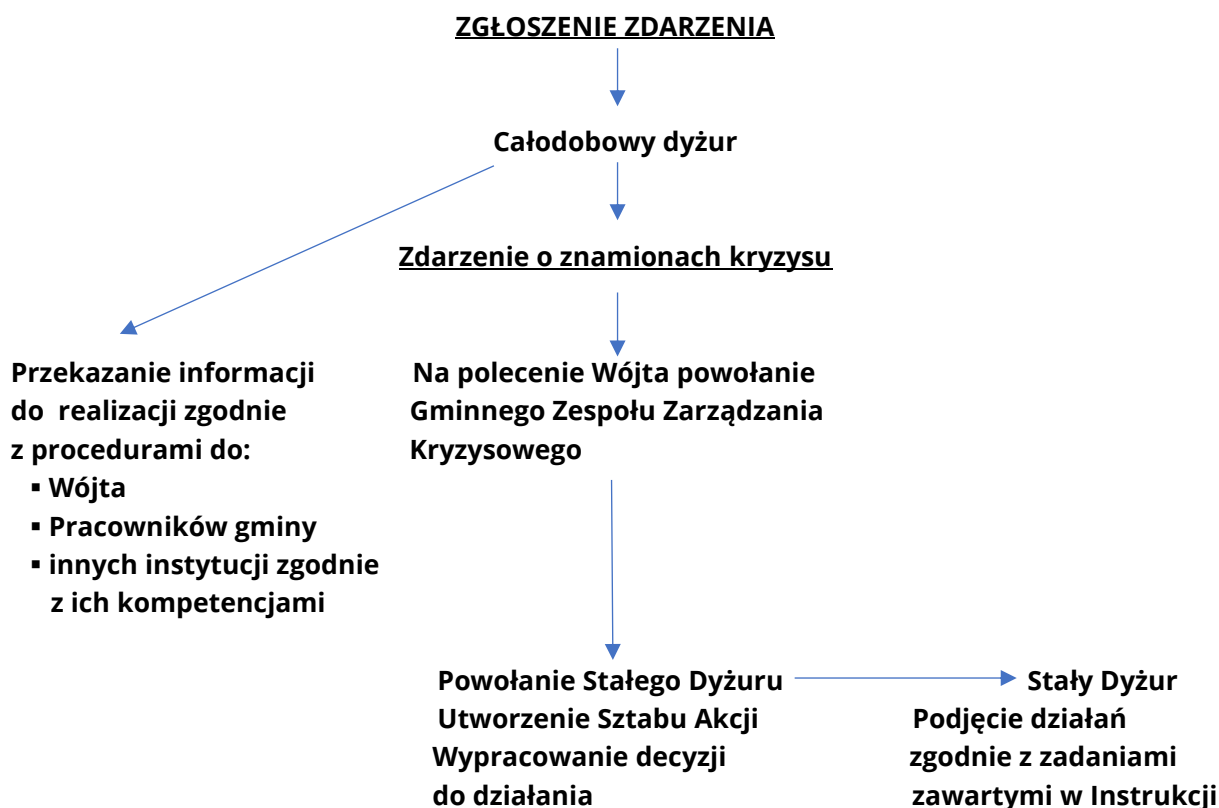 ZGŁOSZENIE ZDARZENIA
Całodobowy dyżur
Zdarzenie o znamionach kryzysu
Przekazanie informacji
do realizacji zgodnie
z procedurami do:
▪ Wójta
▪ Pracowników gminy
▪ innych instytucji zgodnie
z ich kompetencjami
Na polecenie Wójta powołanie
Gminnego Zespołu Zarządzania
Kryzysowego
Powołanie Stałego Dyżuru
Utworzenie Sztabu Akcji
Wypracowanie decyzji
do działania
Stały Dyżur
Podjęcie działań
zgodnie z zadaniami
zawartymi w Instrukcji